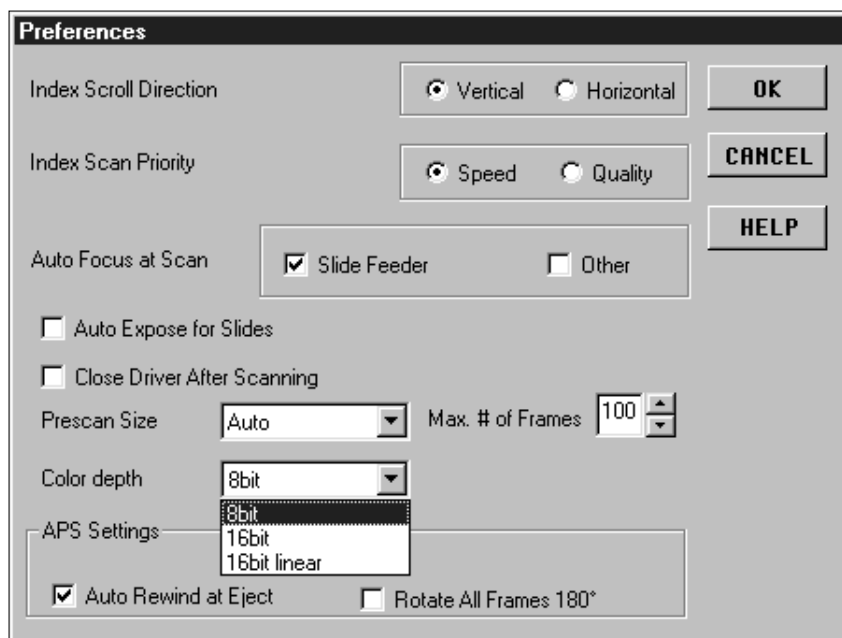 Preferences
Index Scroll Direction
Vertical
Horizontal
OK
Index Scan Priority
Speed
Quality
CANCEL
HELP
Auto Focus at Scan
Slide Feeder
Other
Auto Expose for Slides
Close Driver After Scanning
Prescan Size
Auto
Max. # of Frames
100
Color depth
8bit
8bit
16bit
16bit linear
APS Settings
Auto Rewind at Eject
Rotate All Frames 180°